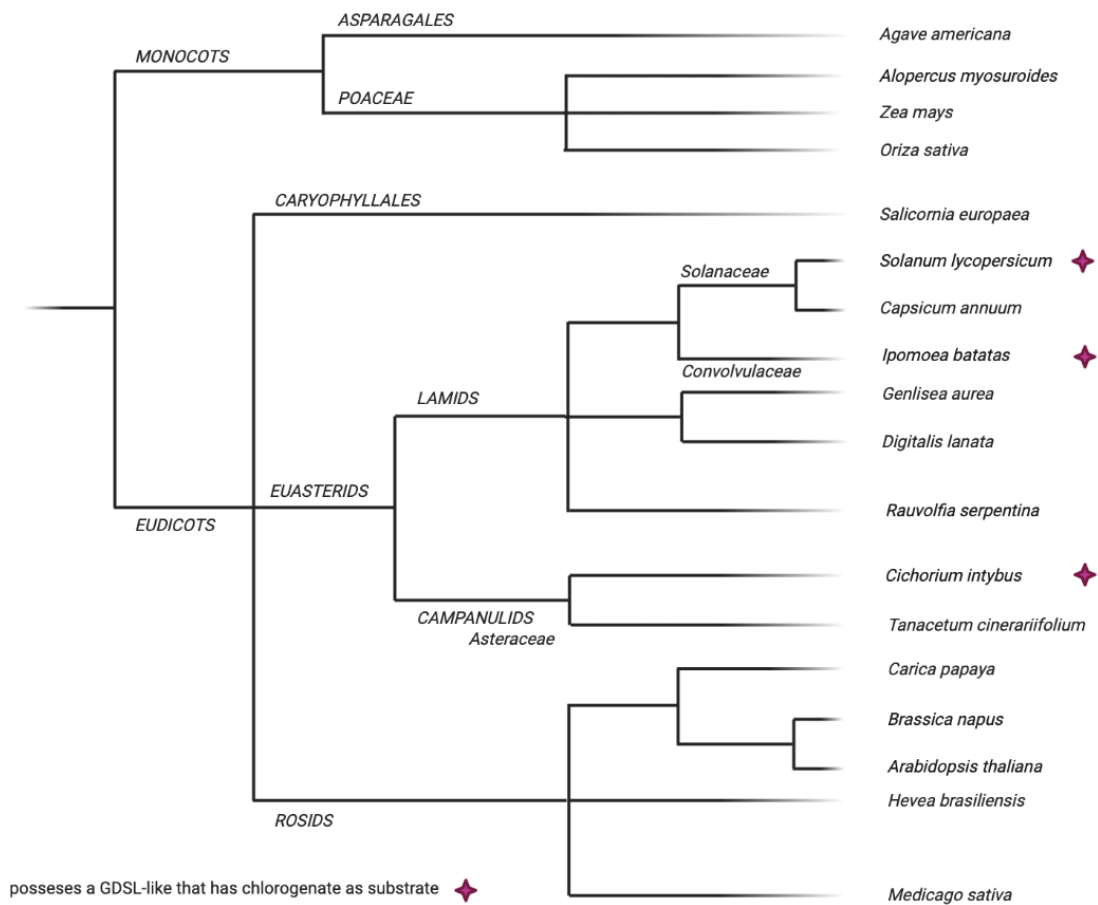 ASPARAGALES
Agave americana
MONOCOTS
Alopercus myosuroides
POACEAE
Zea mays
Oriza sativa
CARYOPHYLLALES
Salicornia europaea
Solanum lycopersicum
Solanaceae
Capsicum annuum
Ipomoea batatas
Convolvulaceae
Genlisea aurea
LAMIDS
Digitalis lanata
EUASTERIDS
Rauvolfia serpentina
EUDICOTS
Cichorium intybus
CAMPANULIDS
Tanacetum cinerariifolium
Asteraceae
Carica papaya
Brassica napus
Arabidopsis thaliana
Hevea brasiliensis
ROSIDS
posseses a GDSL-like that has chlorogenate as substrate
Medicago sativa